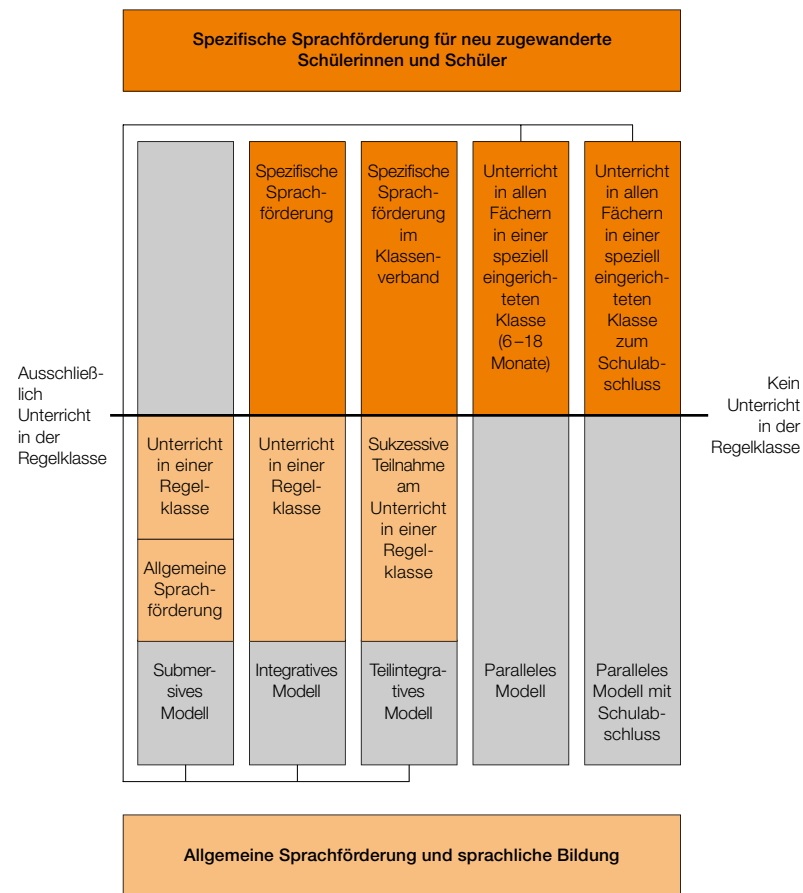 Spezifische Sprachförderung für neu zugewanderte
Schülerinnen und Schüler
Spezifische
Sprach-
förderung
Spezifische
Sprach-
förderung
im
Klassen-
verband
Unterricht
in allen
Fächern
in einer
speziell
eingerich-
teten
Klasse
(6–18
Monate)
Unterricht
in allen
Fächern
in einer
speziell
eingerich-
teten
Klasse
zum
Schulab-
schluss
Ausschließ-
lich
Unterricht
in der
Regelklasse
Kein
Unterricht
in der
Regelklasse
Unterricht
in einer
Regel-
klasse
Allgemeine
Sprach-
förderung
Unterricht
in einer
Regel-
klasse
Sukzessive
Teilnahme
am
Unterricht
in einer
Regel-
klasse
Submer-
sives
Modell
Integratives
Modell
Teilintegra-
tives
Modell
Paralleles
Modell
Paralleles
Modell mit
Schulab-
schluss
Allgemeine Sprachförderung und sprachliche Bildung